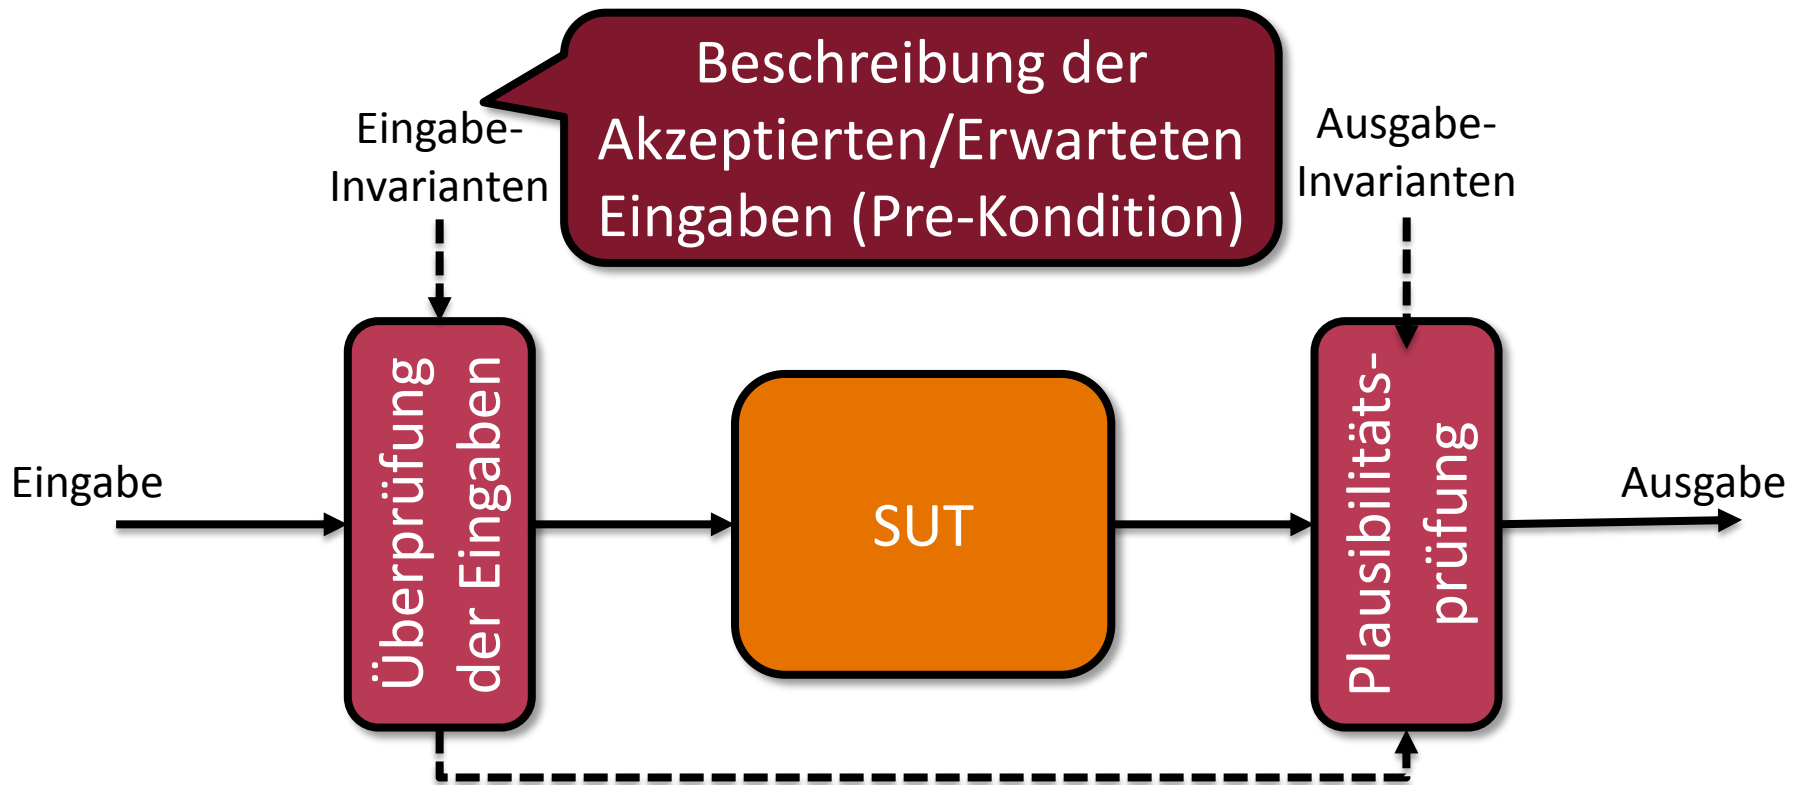 Beschreibung der
Akzeptierten/Erwarteten
Eingaben (Pre-Kondition)
Eingabe-
Invarianten
Ausgabe-
Invarianten
Eingabe
Überprüfung
der Eingaben
SUT
Plausibilitäts-
prüfung
Ausgabe